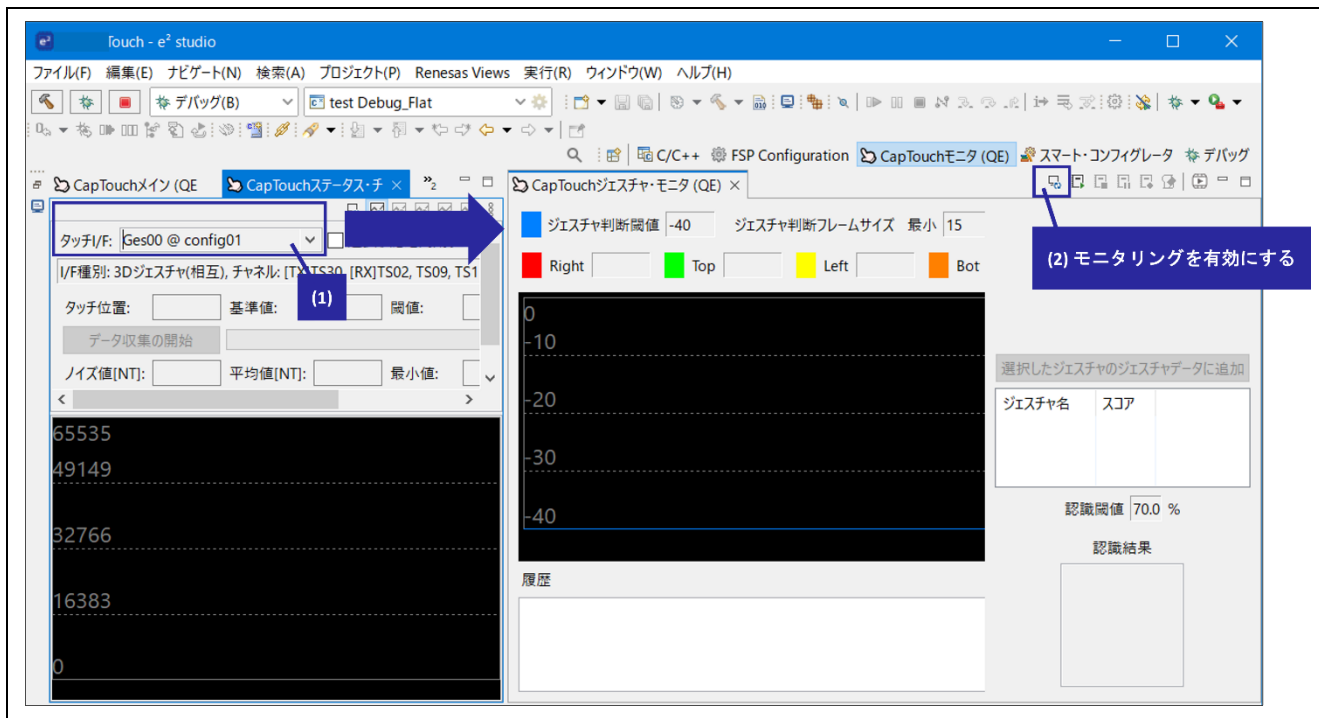 Touch - e² studio
ファイル(F) 編集(E) ナビゲート(N) 検索(A) プロジェクト(P) Renesas Views 実行(R) ウィンドウ(W) ヘルプ(H)
デバッグ(B) test Debug_Flat
C/C++ FSP Configuration CapTouchモニタ (QE) スマート・コンフィグレータ デバッグ
CapTouchメイン (QE CapTouchステータス・チ × »2 CapTouchジェスチャ・モニタ (QE) ×
ジェスチャ判断閾値 -40 ジェスチャ判断フレームサイズ 最小 15
タッチI/F: Ges00 @ config01
(2) モニタリングを有効にする
Right Top Left Bot
I/F種別: 3Dジェスチャ(相互), チャネル: [TX]TS30, [RX]TS02, TS09, TS1
(1)
タッチ位置: 基準値: 閾値:
データ収集の開始
ノイズ値[NT]: 平均値[NT]: 最小値:
0
-10
-20
-30
-40
選択したジェスチャのジェスチャデータに追加
ジェスチャ名 スコア
65535
49149
32766
16383
0
認識閾値 70.0 %
認識結果
履歴